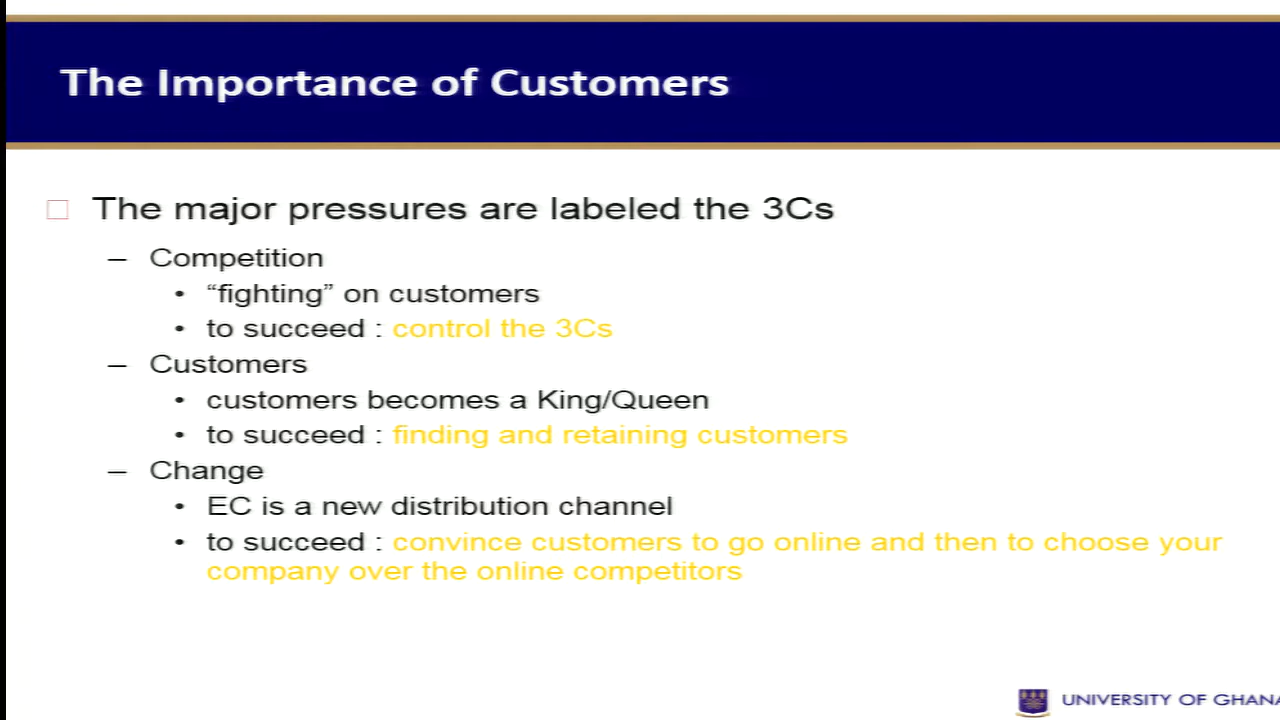 The Importance of Customers
The major pressures are labeled the 3Cs
– Competition
• “fighting” on customers
• to succeed : control the 3Cs
– Customers
• customers becomes a King/Queen
• to succeed : finding and retaining customers
– Change
• EC is a new distribution channel
• to succeed : convince customers to go online and then to choose your
company over the online competitors
UNIVERSITY OF GHANA